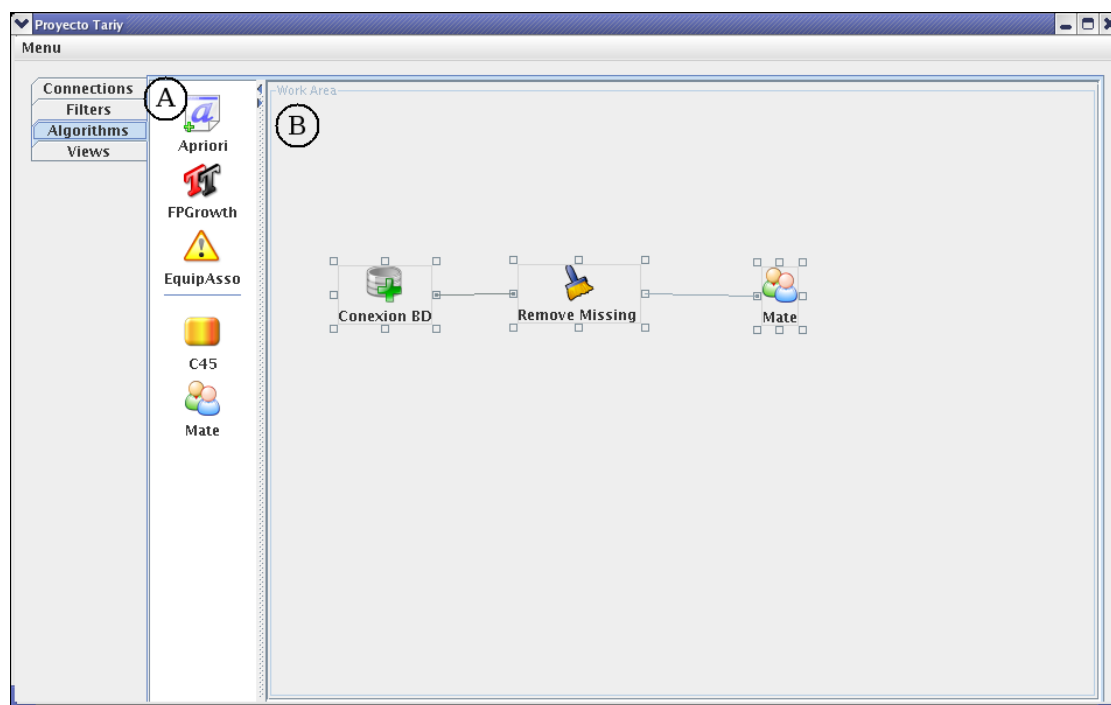 Proyecto Tariy
Menu
Connections
Filters
Algorithms
Views
A
Apriori
FPGrowth
EquipAsso
C45
Mate
Work Area
B
Conexion BD
Remove Missing
Mate